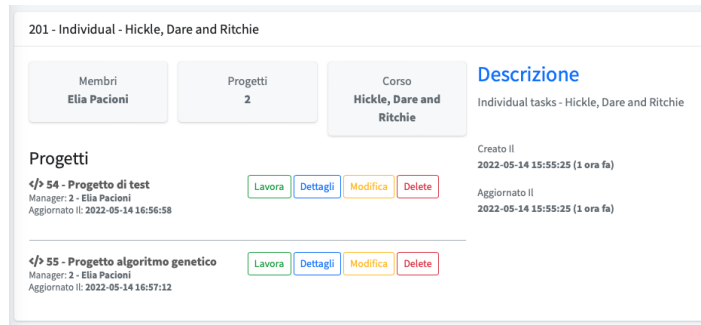 201 - Individual - Hickle, Dare and Ritchie
Membri
Elia Pacioni
Progetti
2
Corso
Hickle, Dare and
Ritchie
Descrizione
Individual tasks - Hickle, Dare and Ritchie
Creato Il
2022-05-14 15:55:25 (1 ora fa)
Aggiornato Il
2022-05-14 15:55:25 (1 ora fa)
Progetti
</> 54 - Progetto di test
Manager: 2 - Elia Pacioni
Aggiornato Il: 2022-05-14 16:56:58
Lavora Dettagli Modifica Delete
</> 55 - Progetto algoritmo genetico
Manager: 2 - Elia Pacioni
Aggiornato Il: 2022-05-14 16:57:12
Lavora Dettagli Modifica Delete